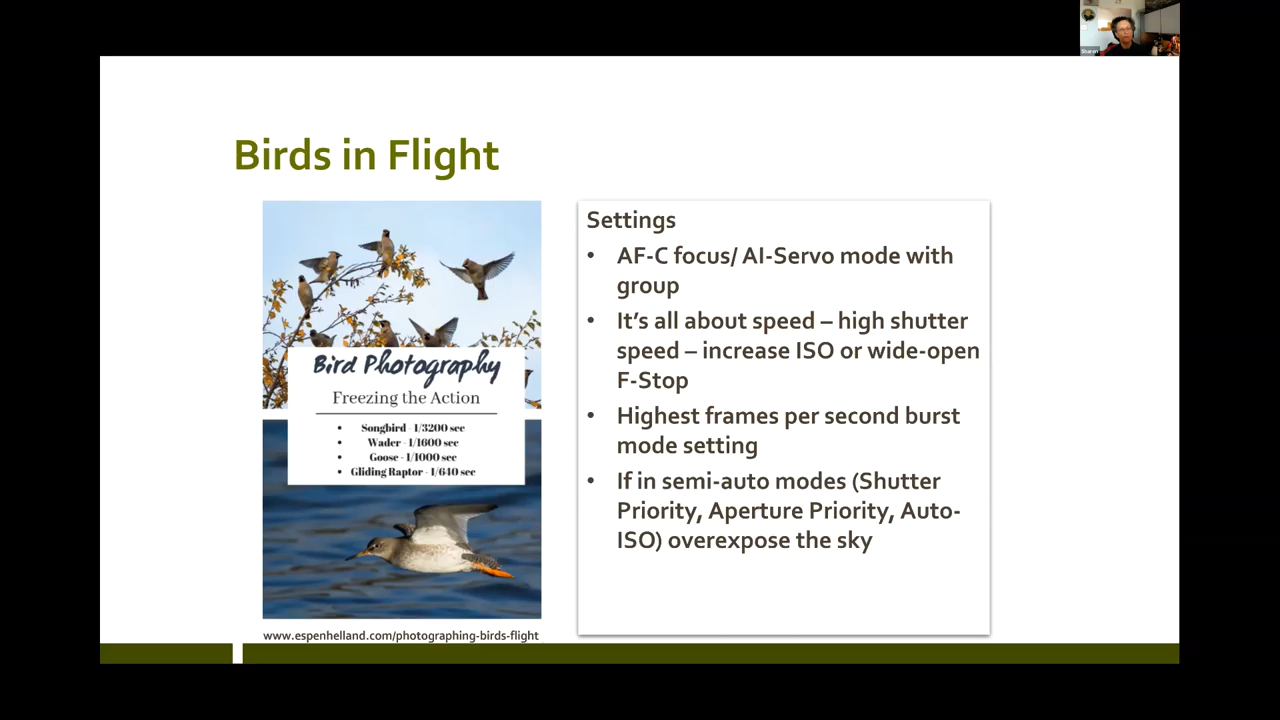 Sharon
Birds in Flight
Bird Photography
Freezing the Action
• Songbird - 1/3200 sec
• Wader - 1/1600 sec
• Goose - 1/1000 sec
• Gliding Raptor - 1/640 sec
www.espenhelland.com/photographing-birds-flight
Settings
• AF-C focus/ AI-Servo mode with
group
• It’s all about speed – high shutter
speed – increase ISO or wide-open
F-Stop
• Highest frames per second burst
mode setting
• If in semi-auto modes (Shutter
Priority, Aperture Priority, Auto-
ISO) overexpose the sky